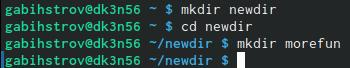 gabihstrov@dk3n56 ~ $ mkdir newdir
gabihstrov@dk3n56 ~ $ cd newdir
gabihstrov@dk3n56 ~/newdir $ mkdir morefun
gabihstrov@dk3n56 ~/newdir $